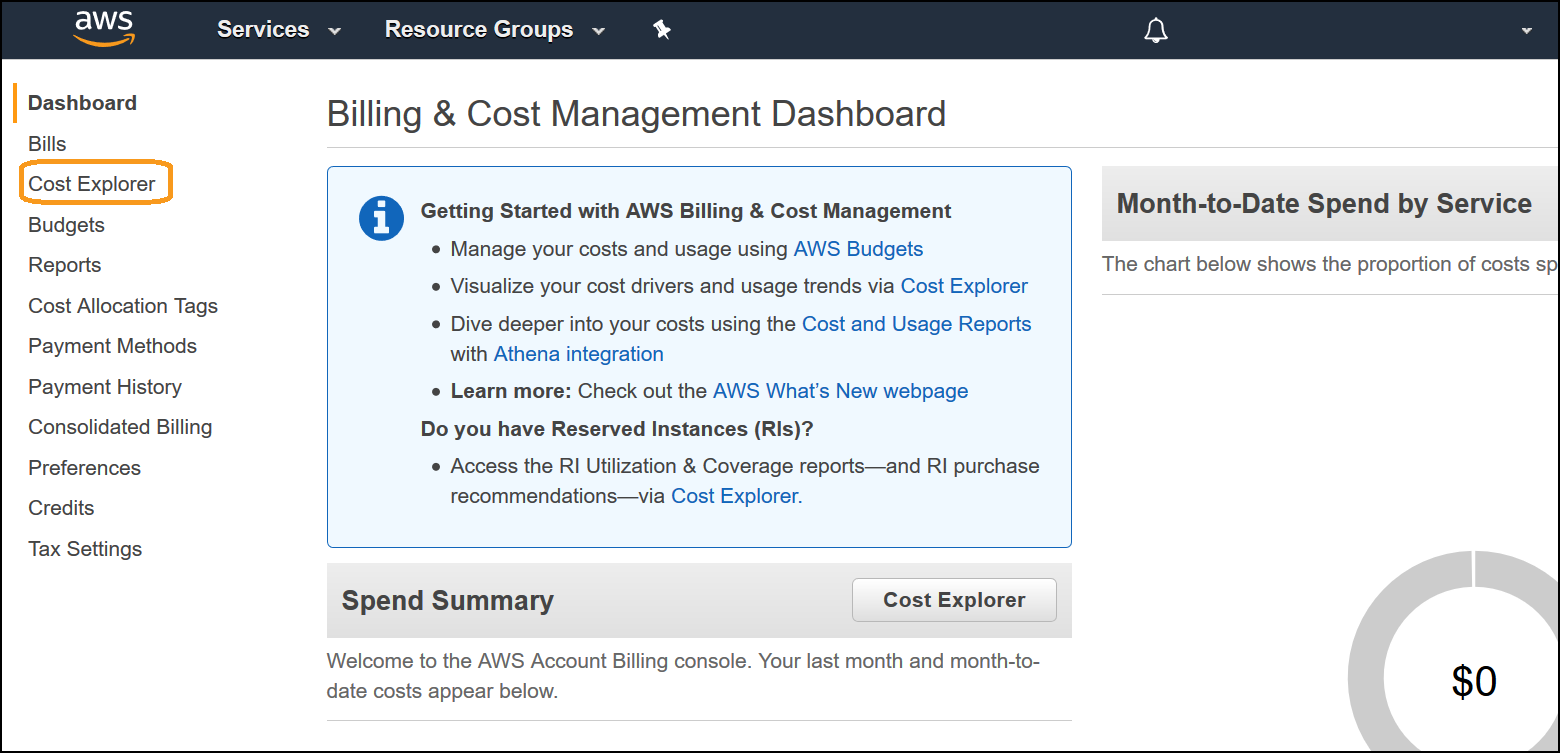 aws
Services
Resource Groups
Dashboard
Bills
Cost Explorer
Budgets
Reports
Cost Allocation Tags
Payment Methods
Payment History
Consolidated Billing
Preferences
Credits
Tax Settings
Billing & Cost Management Dashboard
Getting Started with AWS Billing & Cost Management
• Manage your costs and usage using AWS Budgets
• Visualize your cost drivers and usage trends via Cost Explorer
• Dive deeper into your costs using the Cost and Usage Reports
with Athena integration
• Learn more: Check out the AWS What’s New webpage
Do you have Reserved Instances (RIs)?
• Access the RI Utilization & Coverage reports—and RI purchase
recommendations—via Cost Explorer.
Spend Summary
Cost Explorer
Welcome to the AWS Account Billing console. Your last month and month-to-
date costs appear below.
Month-to-Date Spend by Service
The chart below shows the proportion of costs sp
$0